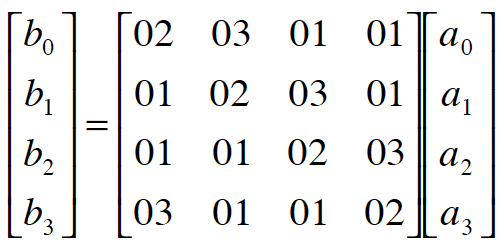 b₀ 02 03 01 01 a₀
b₁ 01 02 03 01 a₁
=
b₂ 01 01 02 03 a₂
b₃ 03 01 01 02 a₃